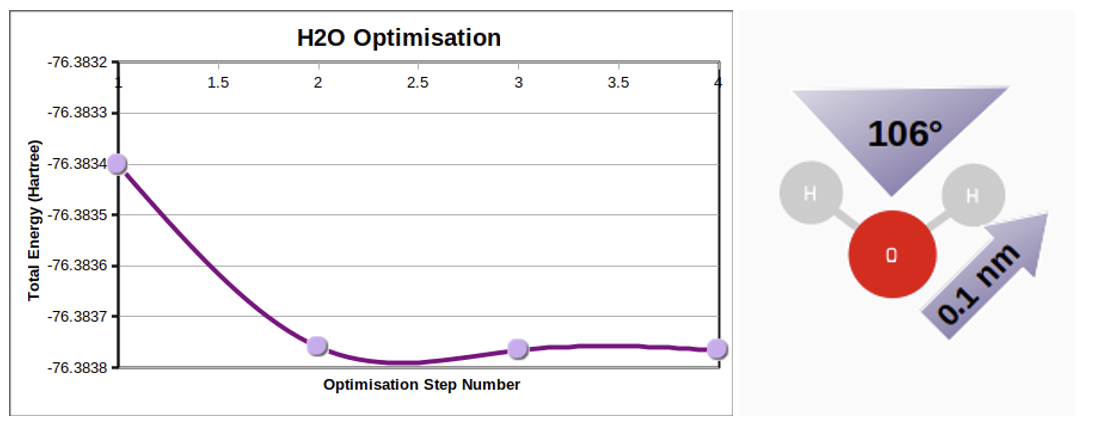 H2O Optimisation
-76.3832
1 1.5 2 2.5 3 3.5 4
-76.3833
-76.3834
-76.3835
-76.3836
-76.3837
-76.3838
Total Energy (Hartree)
Optimisation Step Number
106°
H H
O
0.1 nm